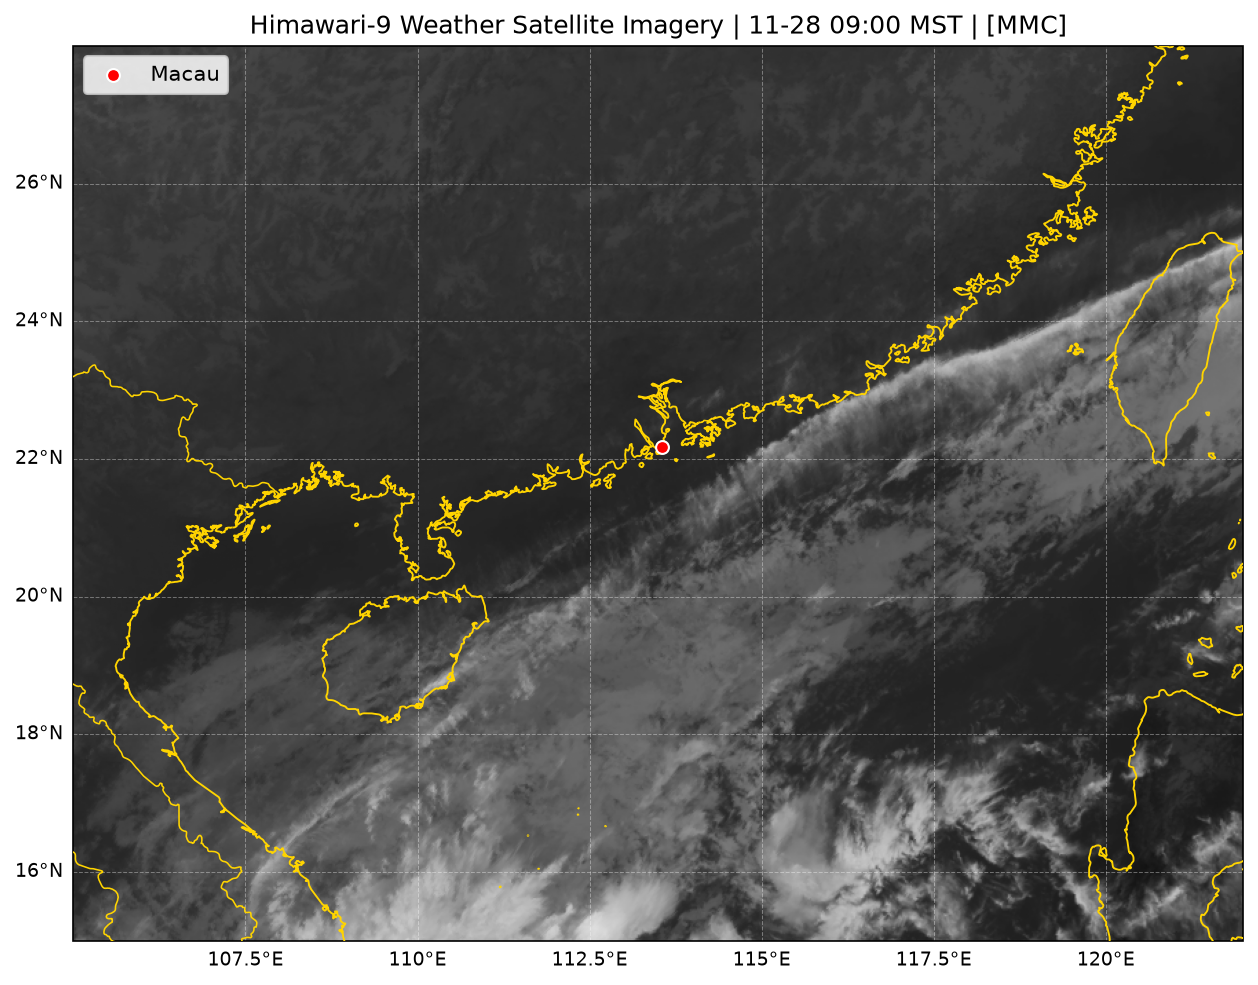 Himawari-9 Weather Satellite Imagery | 11-28 09:00 MST | [MMC]
Macau
26°N
24°N
22°N
20°N
18°N
16°N
107.5°E
110°E
112.5°E
115°E
117.5°E
120°E